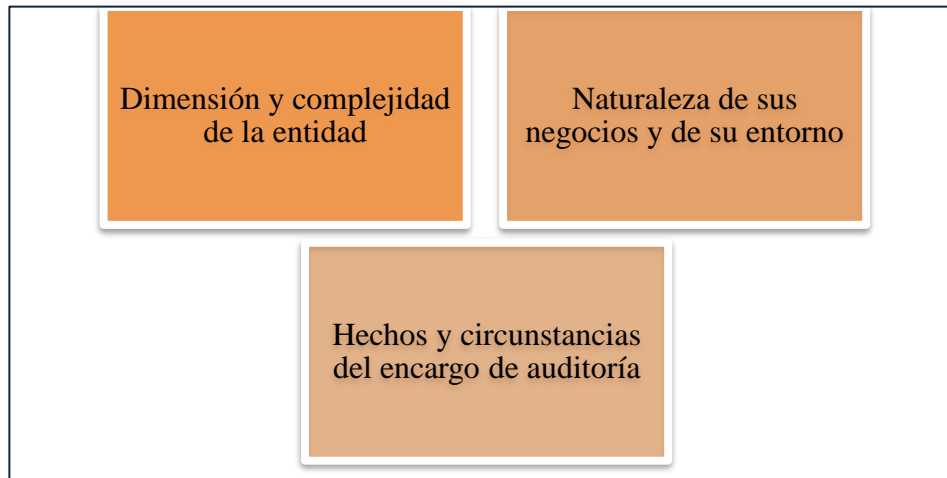 Dimensión y complejidad
de la entidad
Naturaleza de sus
negocios y de su entorno
Hechos y circunstancias
del encargo de auditoría